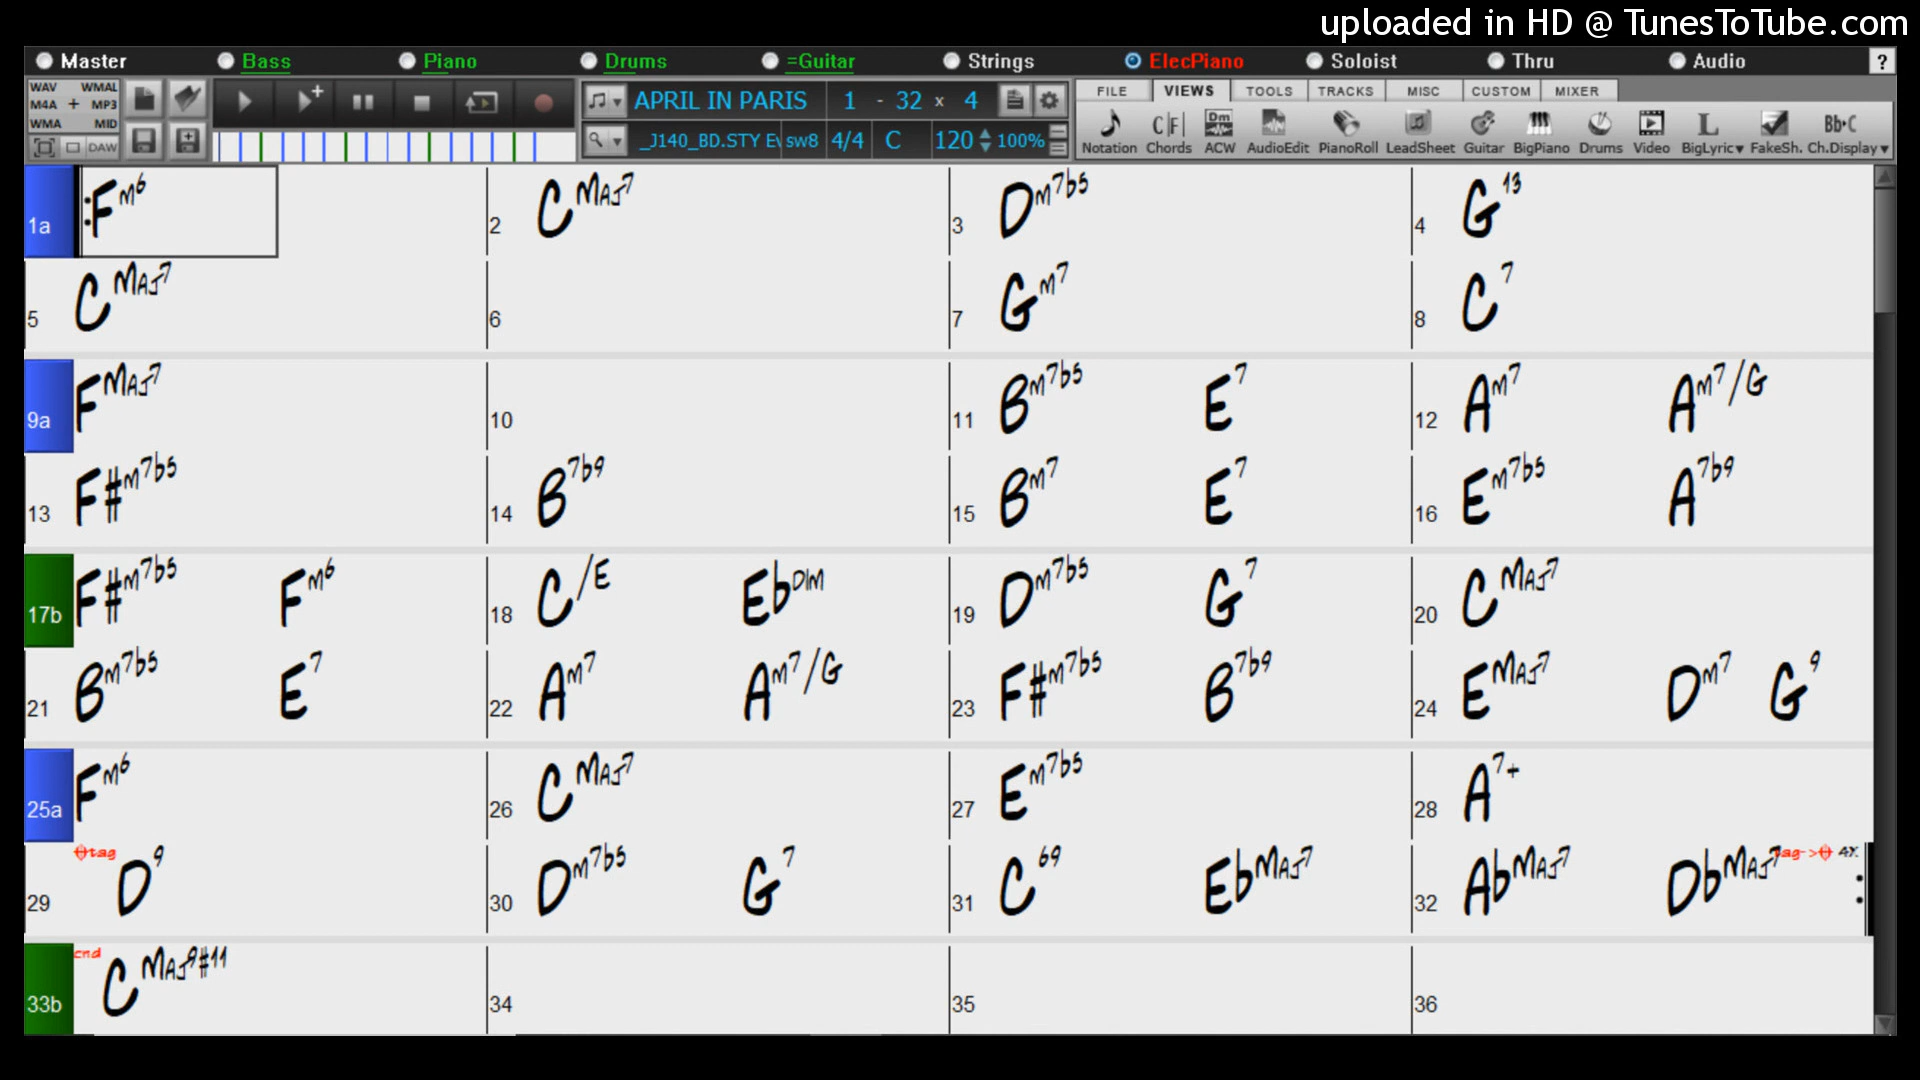 uploaded in HD @ TunesToTube.com
Master Bass Piano Drums =Guitar Strings ElecPiano Soloist Thru Audio ?
WAV WMAL
M4A + MP3
WMA MID
DAW
APRIL IN PARIS 1 - 32 x 4
_J140_BD.STY Ev sw8 4/4 C 120 100%
FILE VIEWS TOOLS TRACKS MISC CUSTOM MIXER
Dm Bb▸C
Notation Chords ACW AudioEdit PianoRoll LeadSheet Guitar BigPiano Drums Video BigLyric▾ FakeSh. Ch.Display▾
1a :Fm6 2 CMaj7 3 Dm7b5 4 G13
5 CMaj7 6 7 Gm7 8 C7
9a FMaj7 10 11 Bm7b5 E7 12 Am7 Am7/G
13 F#m7b5 14 B7b9 15 Bm7 E7 16 Em7b5 A7b9
17b F#m7b5 Fm6 18 C/E EbDIM 19 Dm7b5 G7 20 CMaj7
21 Bm7b5 E7 22 Am7 Am7/G 23 F#m7b5 B7b9 24 EMaj7 Dm7 G9
25a Fm6 26 CMaj7 27 Em7b5 28 A7+
29 tag D9 30 Dm7b5 G7 31 C69 EbMaj7 32 AbMaj7 DbMaj7 tag-> 4X :
33b end CMaj9#11 34 35 36